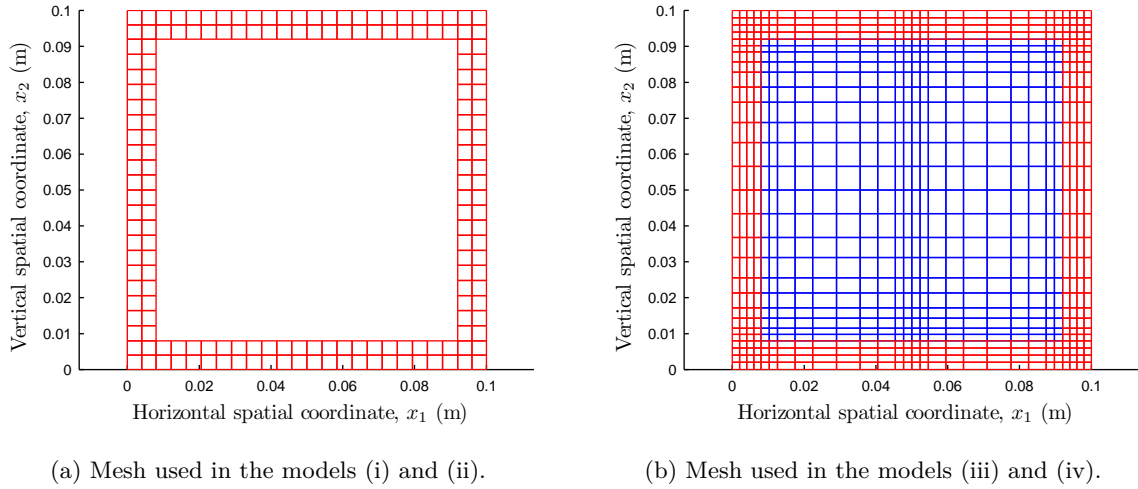 0.1
0.09
0.08
0.07
0.06
0.05
0.04
0.03
0.02
0.01
0
Vertical spatial coordinate, x₂ (m)
0 0.02 0.04 0.06 0.08 0.1
Horizontal spatial coordinate, x₁ (m)
(a) Mesh used in the models (i) and (ii).
0.1
0.09
0.08
0.07
0.06
0.05
0.04
0.03
0.02
0.01
0
Vertical spatial coordinate, x₂ (m)
0 0.02 0.04 0.06 0.08 0.1
Horizontal spatial coordinate, x₁ (m)
(b) Mesh used in the models (iii) and (iv).